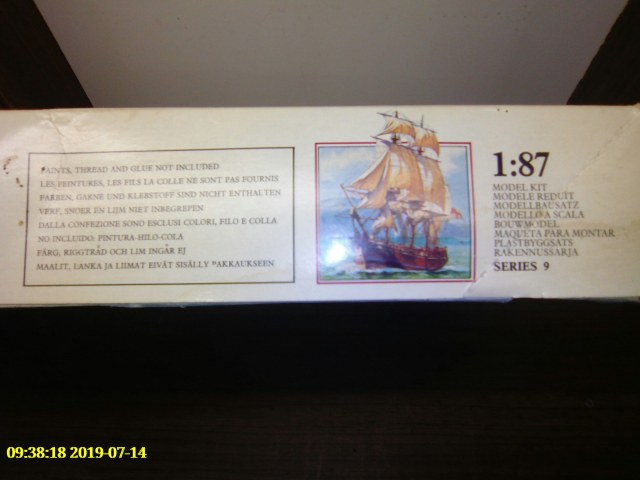 PAINTS, THREAD AND GLUE NOT INCLUDED
LES PEINTURES, LES FILS LA COLLE NE SONT PAS FOURNIS
FARBEN, GARNE UND KLEBSTOFF SIND NICHT ENTHALTEN
VERF, SNOER EN LIJM NIET INBEGREPEN
DALLA CONFEZIONE SONO ESCLUSI COLORI, FILO E COLLA
NO INCLUIDO: PINTURA-HILO-COLA
FÄRG, RIGGTRÅD OCH LIM INGÅR EJ
MAALIT, LANKA JA LIIMAT EIVÄT SISÄLLY PAKKAUKSEEN
1:87
MODEL KIT
MODELE REDUIT
MODELLBAUSATZ
MODELLO A SCALA
BOUWMODEL
MAQUETA PARA MONTAR
PLASTBYGGSATS
RAKENNUSSARJA
SERIES 9
09:38:18 2019-07-14